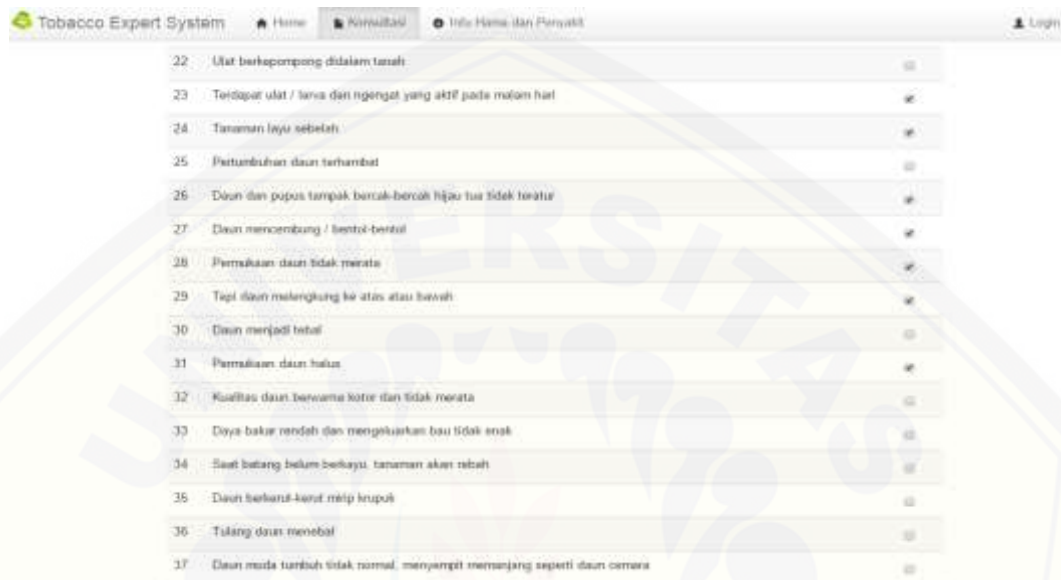 Tobacco Expert System Home Konsultasi Info Hama dan Penyakit Login
22 Ulat berkepompong didalam tanah
23 Terdapat ulat / larva dan ngengat yang aktif pada malam hari
24 Tanaman layu sebelah
25 Pertumbuhan daun terhambat
26 Daun dan pupus tampak bercak-bercak hijau tua tidak teratur
27 Daun mencembung / bentol-bentol
28 Permukaan daun tidak merata
29 Tepi daun melengkung ke atas atau bawah
30 Daun menjadi tebal
31 Permukaan daun halus
32 Kualitas daun berwarna kotor dan tidak merata
33 Daya bakar rendah dan mengeluarkan bau tidak enak
34 Saat batang belum berkayu, tanaman akan rebah
35 Daun berkerut-kerut mirip krupuk
36 Tulang daun menebal
37 Daun muda tumbuh tidak normal, menyempit memanjang seperti daun cemara
UNIVERSITAS